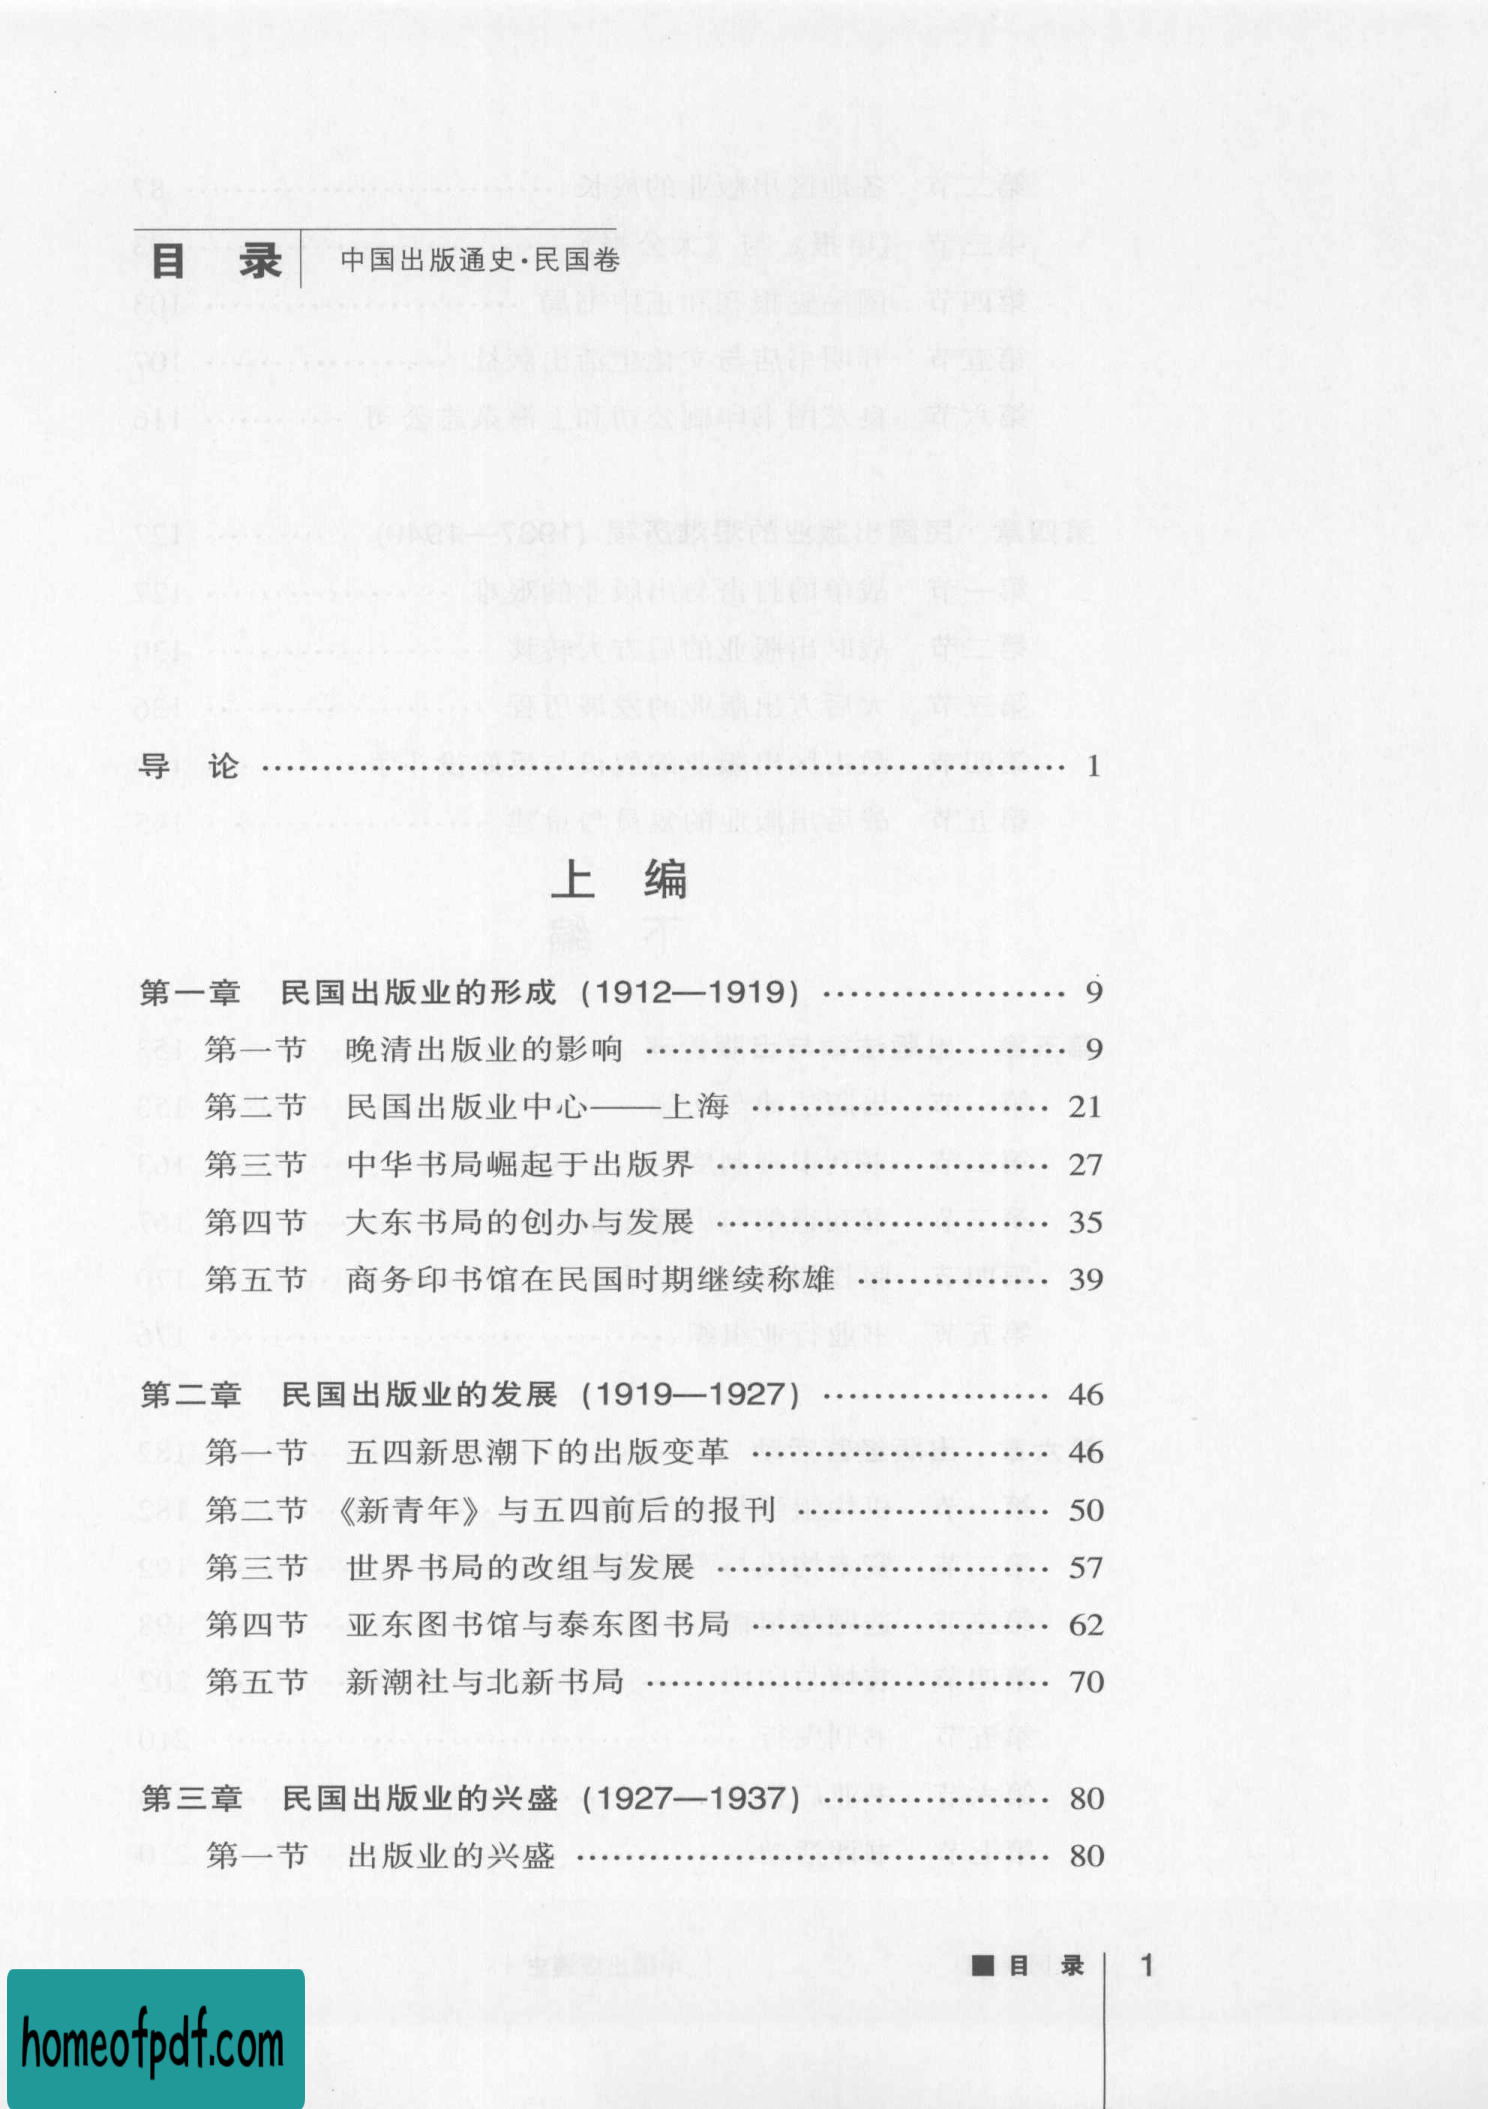 目 录 中国出版通史·民国卷
导 论 …………………………………………………… 1
上 编
第一章 民国出版业的形成（1912—1919） ……………… 9
第一节 晚清出版业的影响 ………………………… 9
第二节 民国出版业中心——上海 ………………… 21
第三节 中华书局崛起于出版界 …………………… 27
第四节 大东书局的创办与发展 …………………… 35
第五节 商务印书馆在民国时期继续称雄 ………… 39
第二章 民国出版业的发展（1919—1927） …………… 46
第一节 五四新思潮下的出版变革 ………………… 46
第二节 《新青年》与五四前后的报刊 ……………… 50
第三节 世界书局的改组与发展 …………………… 57
第四节 亚东图书馆与泰东图书局 ………………… 62
第五节 新潮社与北新书局 ………………………… 70
第三章 民国出版业的兴盛（1927—1937） …………… 80
第一节 出版业的兴盛 ……………………………… 80
■目 录 1
homeofpdf.com